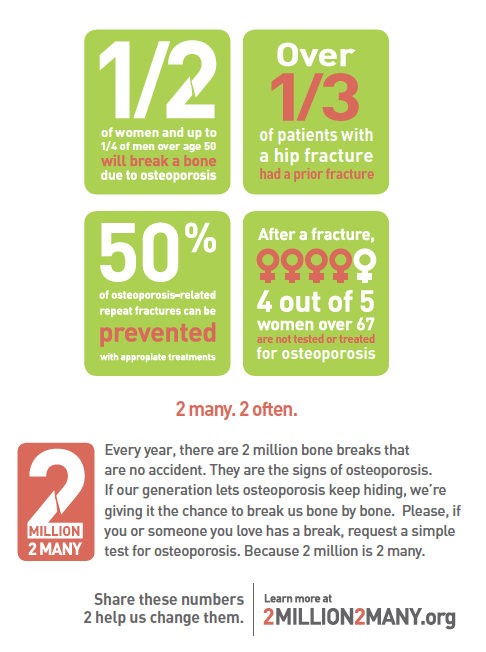 1/2
of women and up to
1/4 of men over age 50
will break a bone
due to osteoporosis
Over
1/3
of patients with
a hip fracture
had a prior fracture
50%
of osteoporosis-related
repeat fractures can be
prevented
with appropiate treatments
After a fracture,
4 out of 5
women over 67
are not tested or treated
for osteoporosis
2 many. 2 often.
2
MILLION
2 MANY
Every year, there are 2 million bone breaks that
are no accident. They are the signs of osteoporosis.
If our generation lets osteoporosis keep hiding, we're
giving it the chance to break us bone by bone. Please, if
you or someone you love has a break, request a simple
test for osteoporosis. Because 2 million is 2 many.
Share these numbers
2 help us change them.
Learn more at
2MILLION2MANY.org